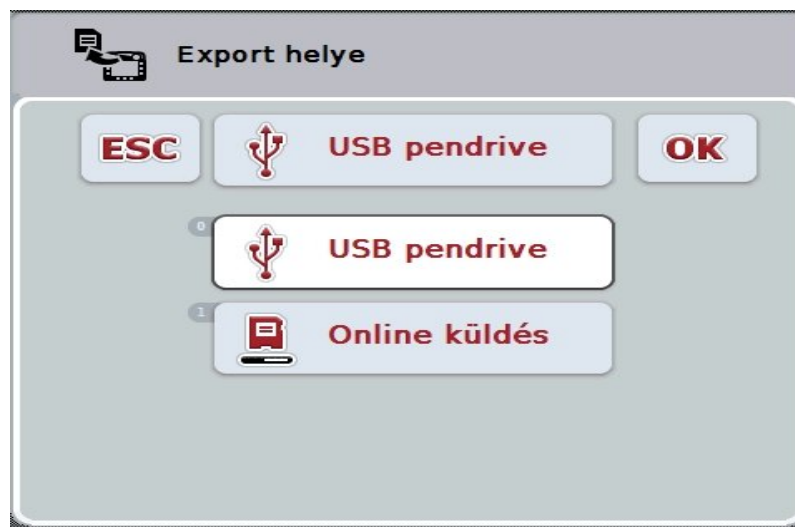 Export helye
ESC
USB pendrive
OK
0
USB pendrive
1
Online küldés